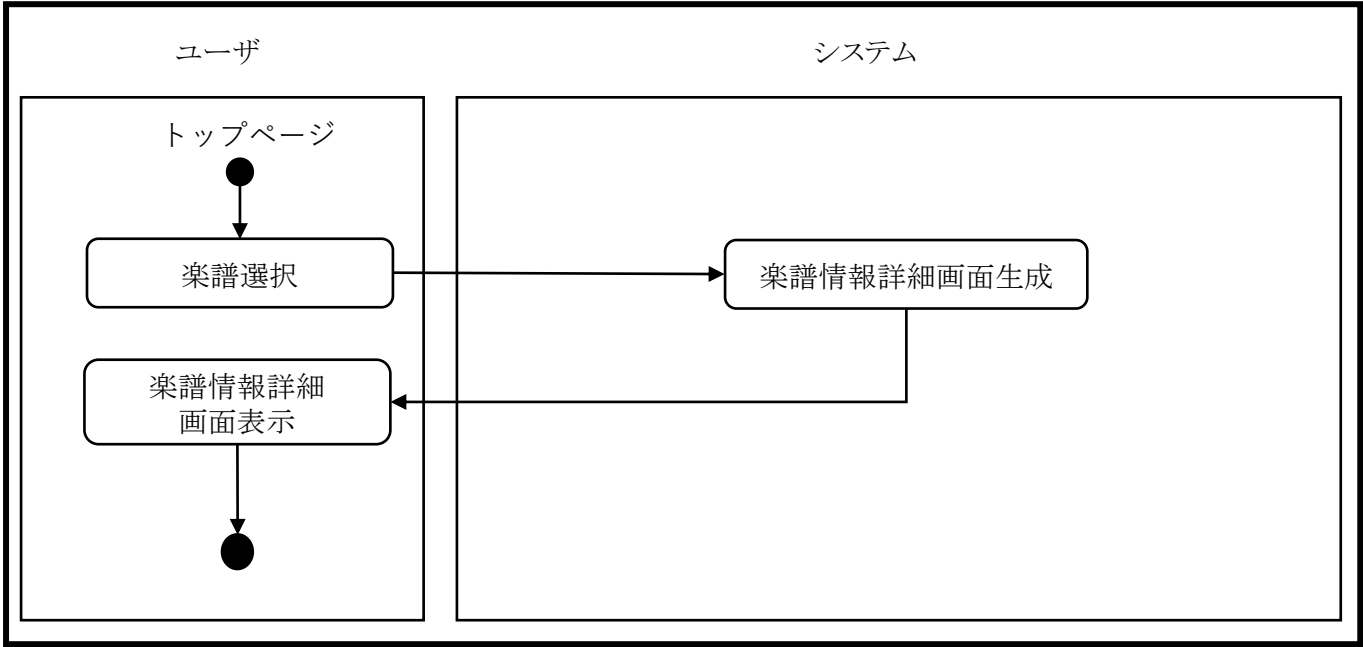 ユーザ
システム
トップページ
楽譜選択
楽譜情報詳細画面生成
楽譜情報詳細
画面表示